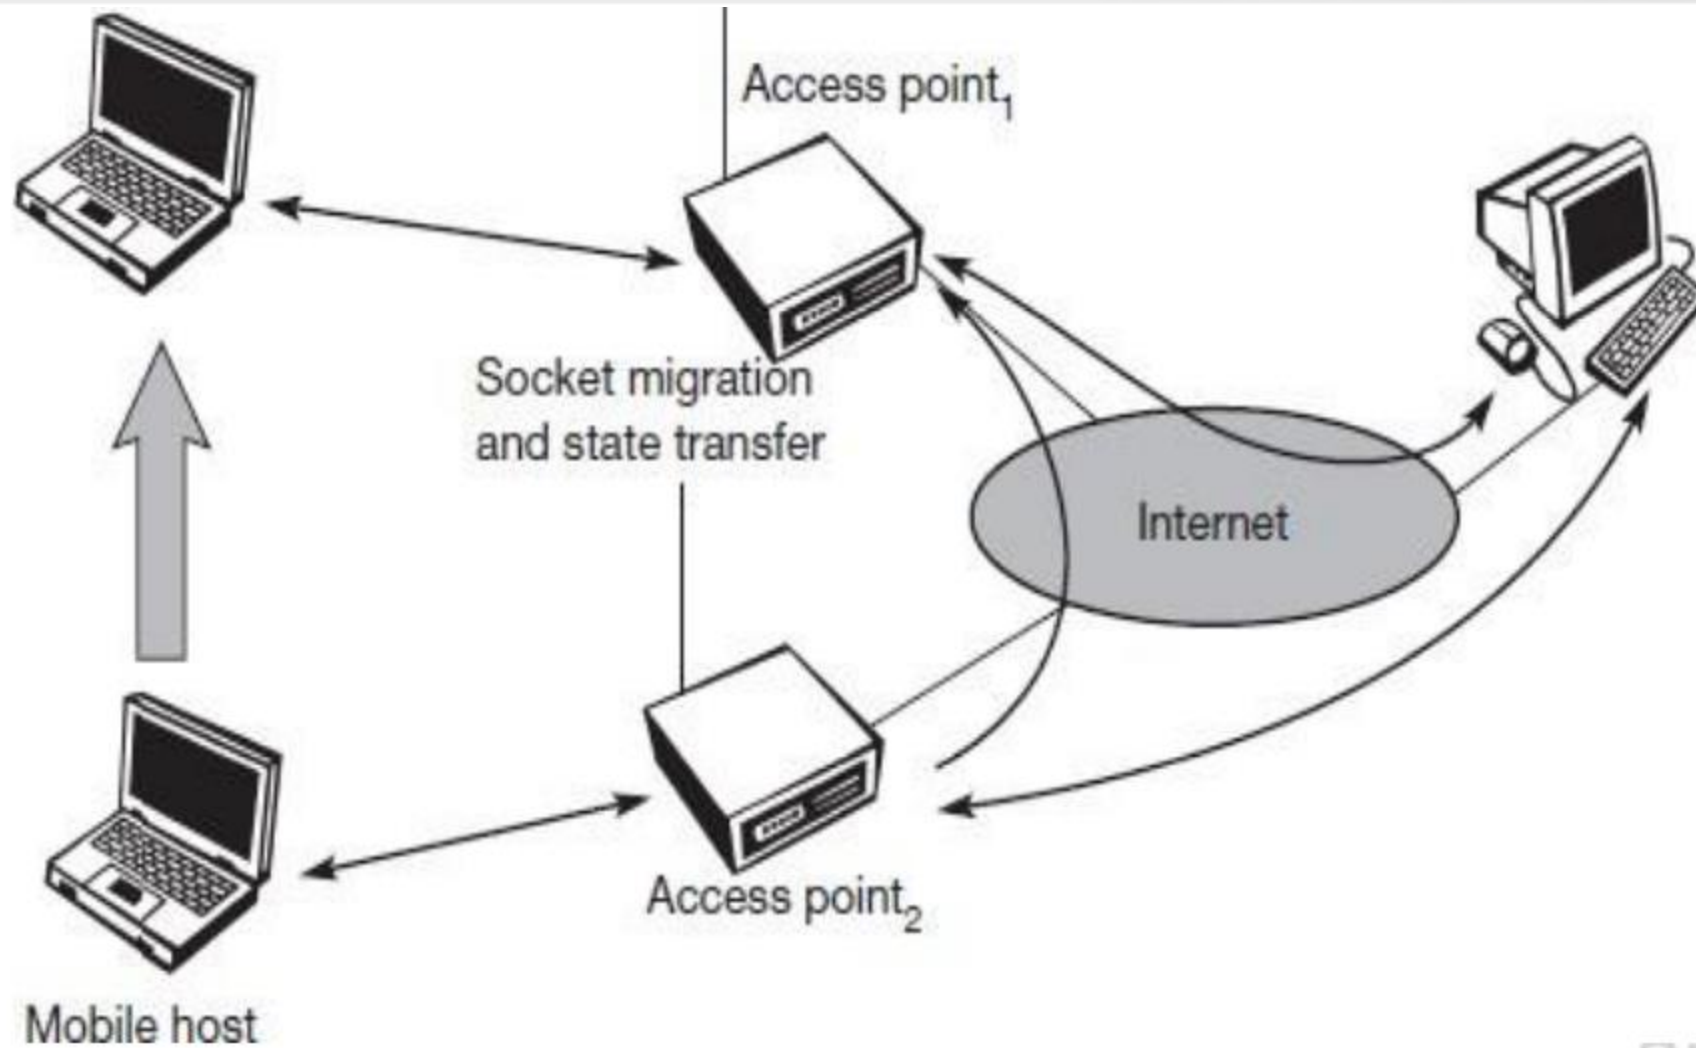 Access point1
Socket migration
and state transfer
Internet
Access point2
Mobile host